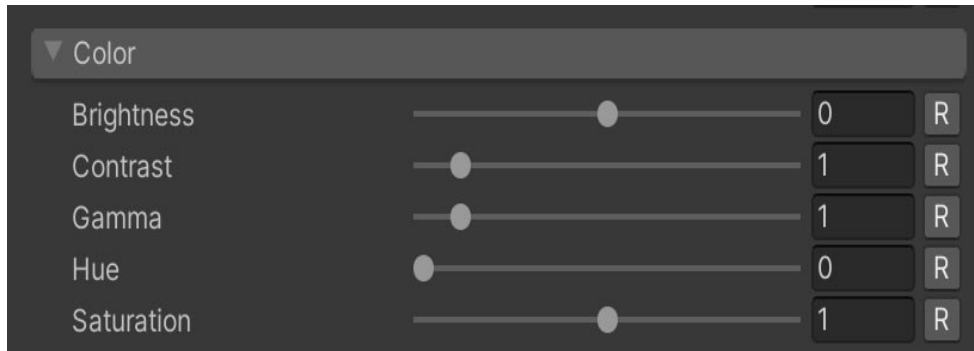 Color
Brightness 0 R
Contrast 1 R
Gamma 1 R
Hue 0 R
Saturation 1 R